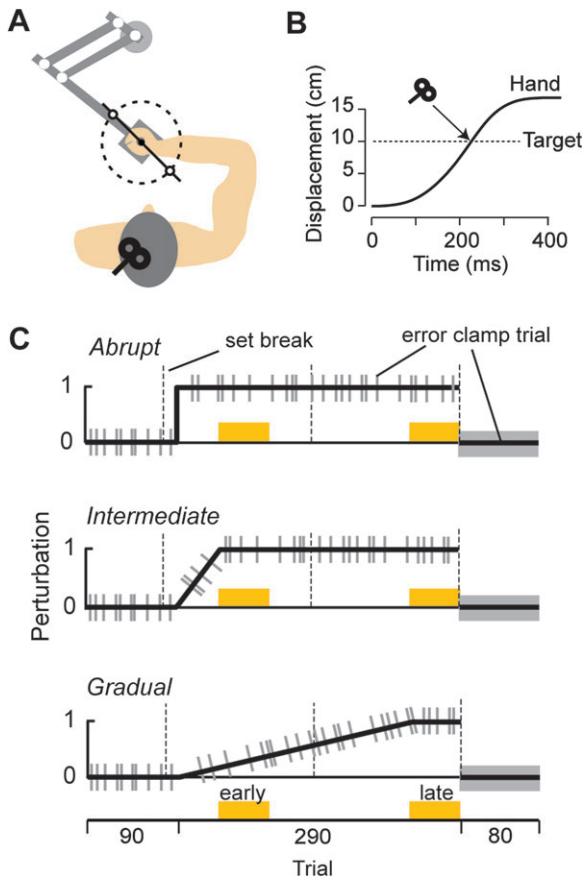 A
B
Displacement (cm)
15
10
5
0
Hand
Target
0
200
400
Time (ms)
C
Abrupt
set break
error clamp trial
1
0
Intermediate
1
0
Perturbation
Gradual
1
0
early
late
90
290
80
Trial